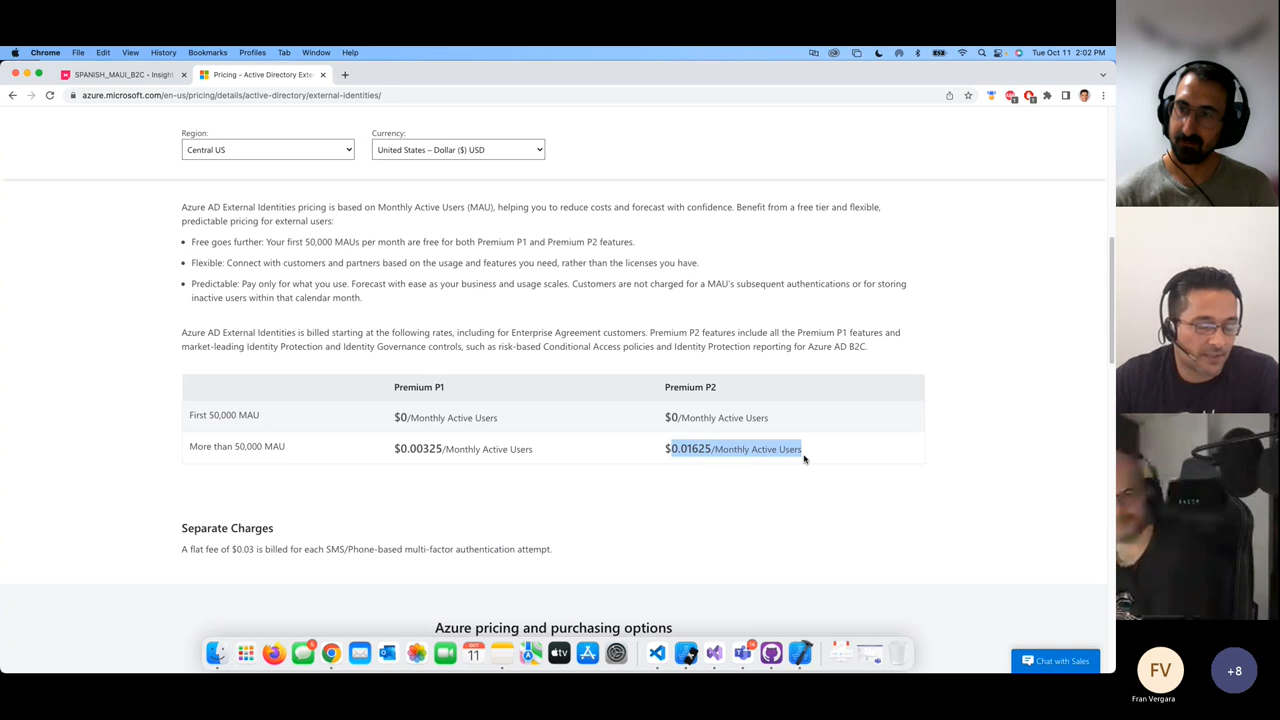 Chrome File Edit View History Bookmarks Profiles Tab Window Help Tue Oct 11 2:02 PM
SPANISH_MAUI_B2C • Insight
Pricing - Active Directory Exte
azure.microsoft.com/en-us/pricing/details/active-directory/external-identities/
Region: Currency:
Central US United States – Dollar ($) USD
Azure AD External Identities pricing is based on Monthly Active Users (MAU), helping you to reduce costs and forecast with confidence. Benefit from a free tier and flexible,
predictable pricing for external users:
• Free goes further: Your first 50,000 MAUs per month are free for both Premium P1 and Premium P2 features.
• Flexible: Connect with customers and partners based on the usage and features you need, rather than the licenses you have.
• Predictable: Pay only for what you use. Forecast with ease as your business and usage scales. Customers are not charged for a MAU's subsequent authentications or for storing
inactive users within that calendar month.
Azure AD External Identities is billed starting at the following rates, including for Enterprise Agreement customers. Premium P2 features include all the Premium P1 features and
market-leading Identity Protection and Identity Governance controls, such as risk-based Conditional Access policies and Identity Protection reporting for Azure AD B2C.
Premium P1 Premium P2
First 50,000 MAU $0/Monthly Active Users $0/Monthly Active Users
More than 50,000 MAU $0.00325/Monthly Active Users $0.01625/Monthly Active Users
Separate Charges
A flat fee of $0.03 is billed for each SMS/Phone-based multi-factor authentication attempt.
Azure pricing and purchasing options
OCT
11
tv
Chat with Sales
FV
+8
Fran Vergara